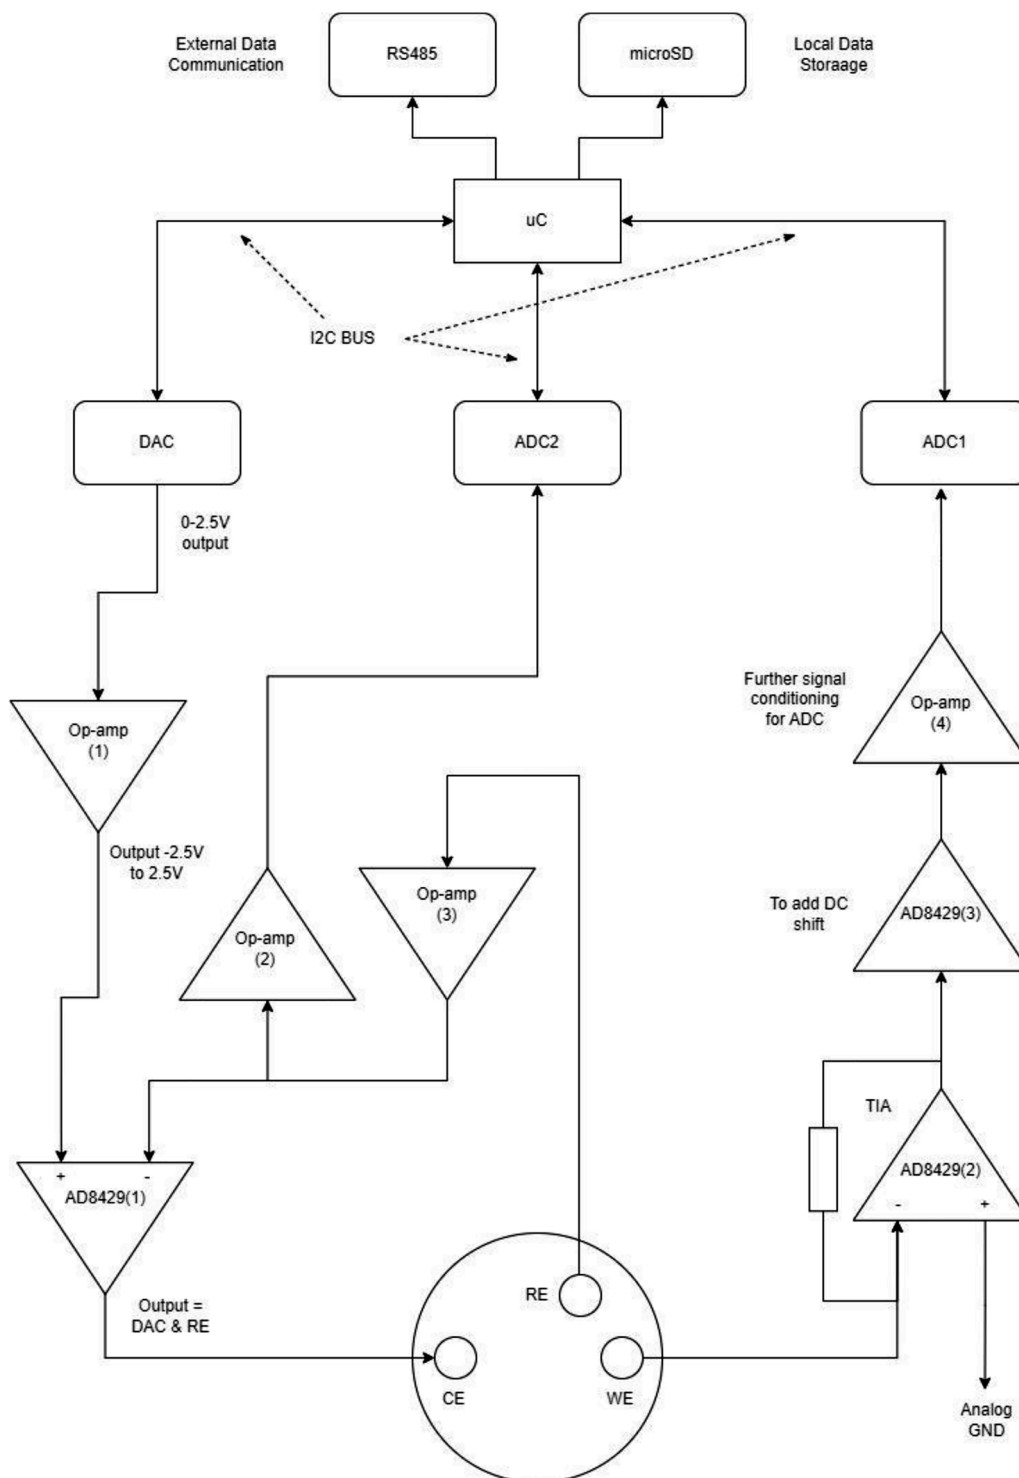 External Data
Communication
RS485
microSD
Local Data
Storaage
uC
I2C BUS
DAC
ADC2
ADC1
0-2.5V
output
Op-amp
(1)
Further signal
conditioning
for ADC
Op-amp
(4)
Output -2.5V
to 2.5V
Op-amp
(2)
Op-amp
(3)
To add DC
shift
AD8429(3)
TIA
+ -
AD8429(1)
AD8429(2)
- +
Output =
DAC & RE
RE
CE
WE
Analog
GND